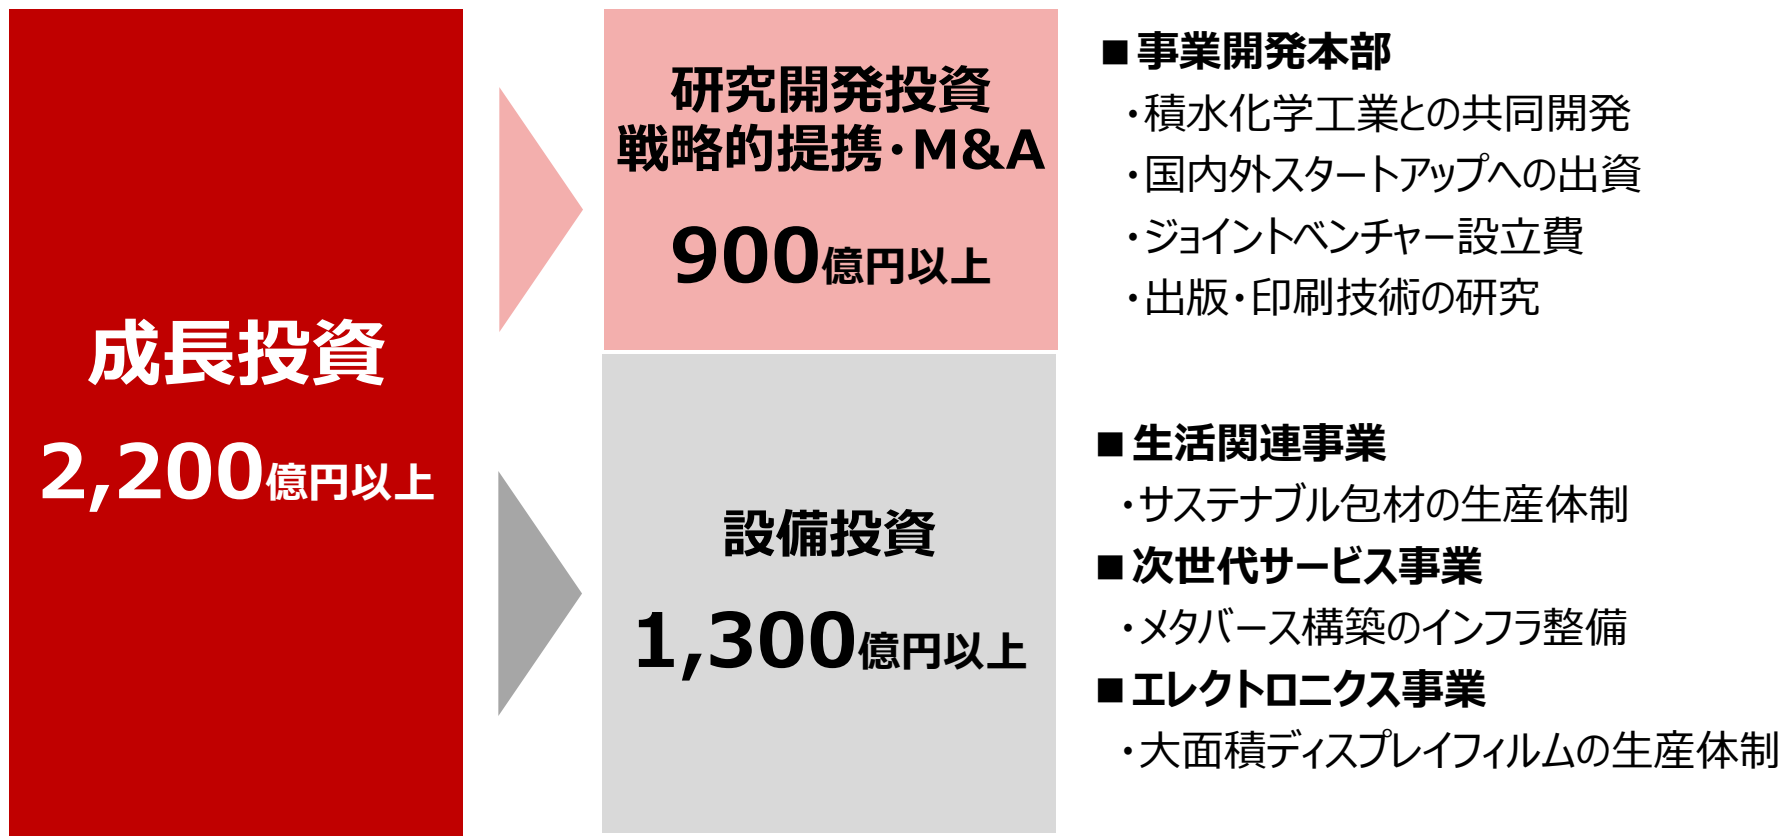 成長投資
2,200億円以上
研究開発投資
戦略的提携・M&A
900億円以上
■事業開発本部
・積水化学工業との共同開発
・国内外スタートアップへの出資
・ジョイントベンチャー設立費
・出版・印刷技術の研究
設備投資
1,300億円以上
■生活関連事業
・サステナブル包材の生産体制
■次世代サービス事業
・メタバース構築のインフラ整備
■エレクトロニクス事業
・大面積ディスプレイフィルムの生産体制